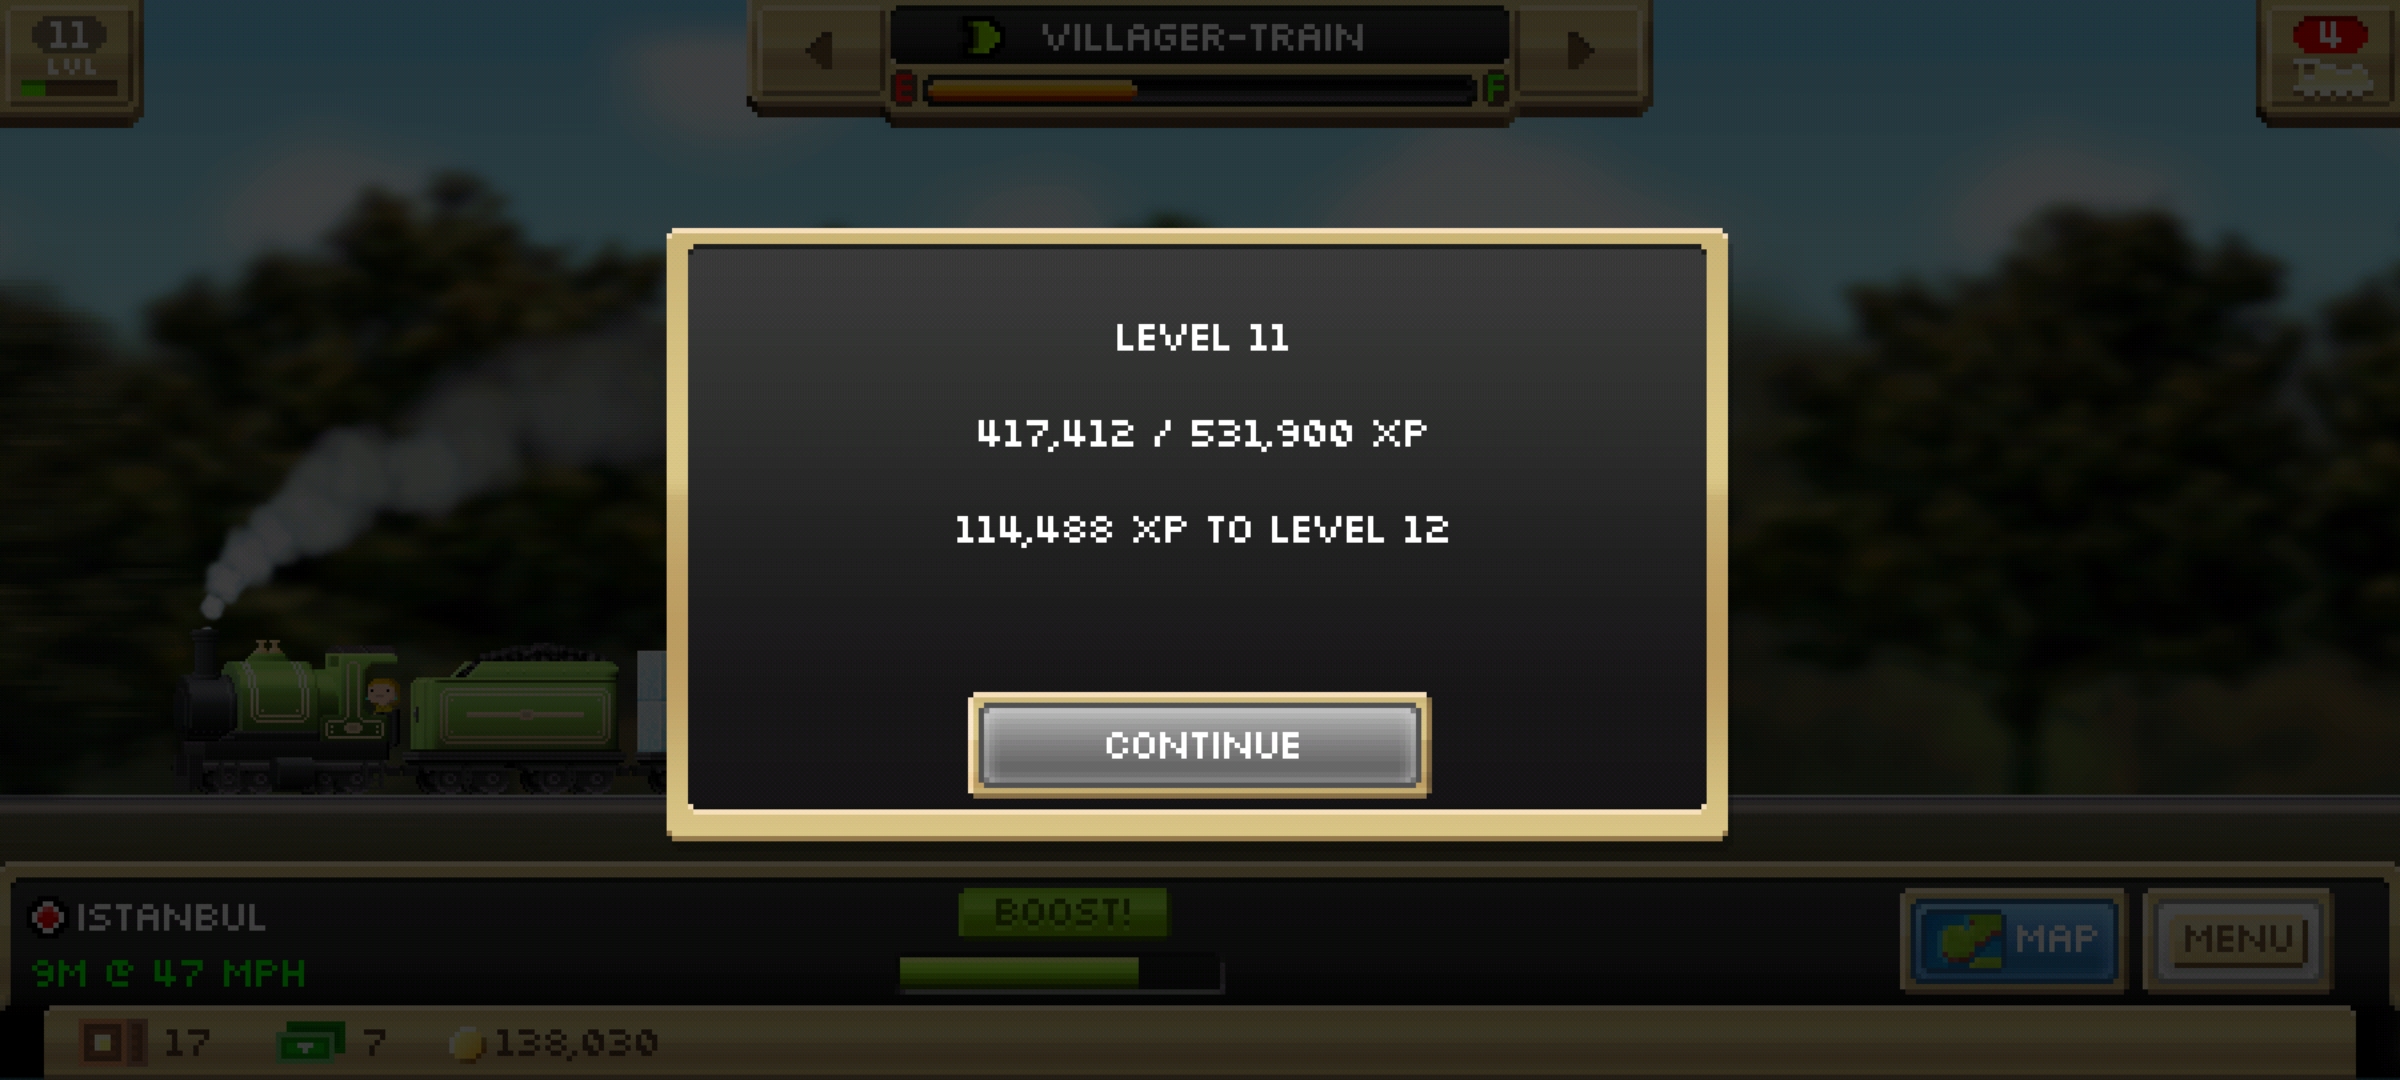 11
LVL
VILLAGER-TRAIN
E
F
4
LEVEL 11
417,412 / 531,900 XP
114,488 XP TO LEVEL 12
CONTINUE
ISTANBUL
9M @ 47 MPH
BOOST!
MAP
MENU
17
7
138,030